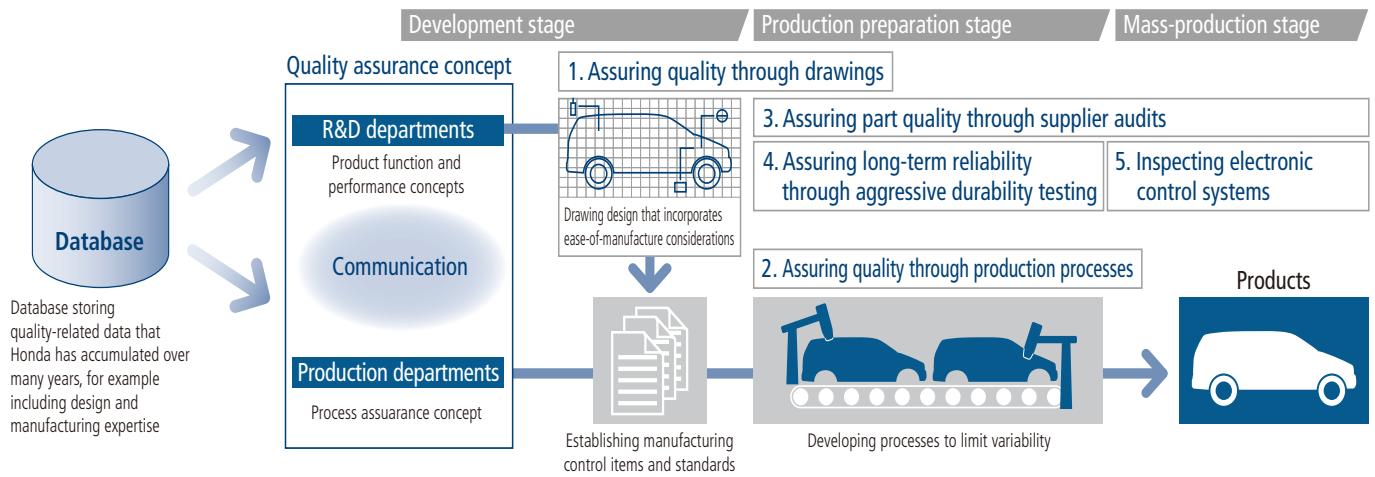 Development stage
Production preparation stage
Mass-production stage
Quality assurance concept
1. Assuring quality through drawings
R&D departments
Product function and
performance concepts
Communication
Production departments
Process assuarance concept
Database
Database storing
quality-related data that
Honda has accumulated over
many years, for example
including design and
manufacturing expertise
Drawing design that incorporates
ease-of-manufacture considerations
3. Assuring part quality through supplier audits
4. Assuring long-term reliability
through aggressive durability testing
5. Inspecting electronic
control systems
2. Assuring quality through production processes
Products
Establishing manufacturing
control items and standards
Developing processes to limit variability